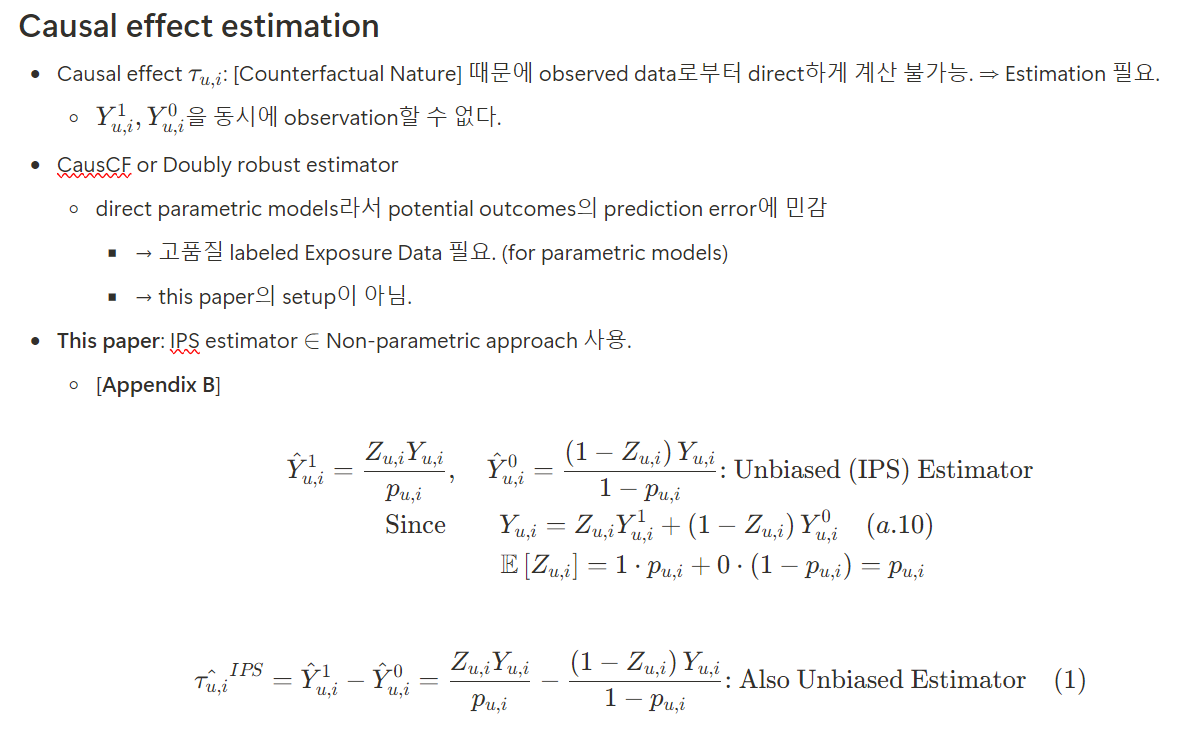 Causal effect estimation
• Causal effect τ_{u,i}: [Counterfactual Nature] 때문에 observed data로부터 direct하게 계산 불가능. ⇒ Estimation 필요.
◦ Y^1_{u,i}, Y^0_{u,i}을 동시에 observation할 수 없다.
• CausCF or Doubly robust estimator
◦ direct parametric models라서 potential outcomes의 prediction error에 민감
▪ → 고품질 labeled Exposure Data 필요. (for parametric models)
▪ → this paper의 setup이 아님.
• This paper: IPS estimator ∈ Non-parametric approach 사용.
◦ [Appendix B]
Ŷ^1_{u,i} = \frac{Z_{u,i}Y_{u,i}}{p_{u,i}}, Ŷ^0_{u,i} = \frac{(1 − Z_{u,i}) Y_{u,i}}{1 − p_{u,i}}: Unbiased (IPS) Estimator
Since Y_{u,i} = Z_{u,i}Y^1_{u,i} + (1 − Z_{u,i}) Y^0_{u,i} (a.10)
𝔼 [Z_{u,i}] = 1 · p_{u,i} + 0 · (1 − p_{u,i}) = p_{u,i}
\hat{τ_{u,i}}^{IPS} = Ŷ^1_{u,i} − Ŷ^0_{u,i} = \frac{Z_{u,i}Y_{u,i}}{p_{u,i}} − \frac{(1 − Z_{u,i}) Y_{u,i}}{1 − p_{u,i}}: Also Unbiased Estimator (1)